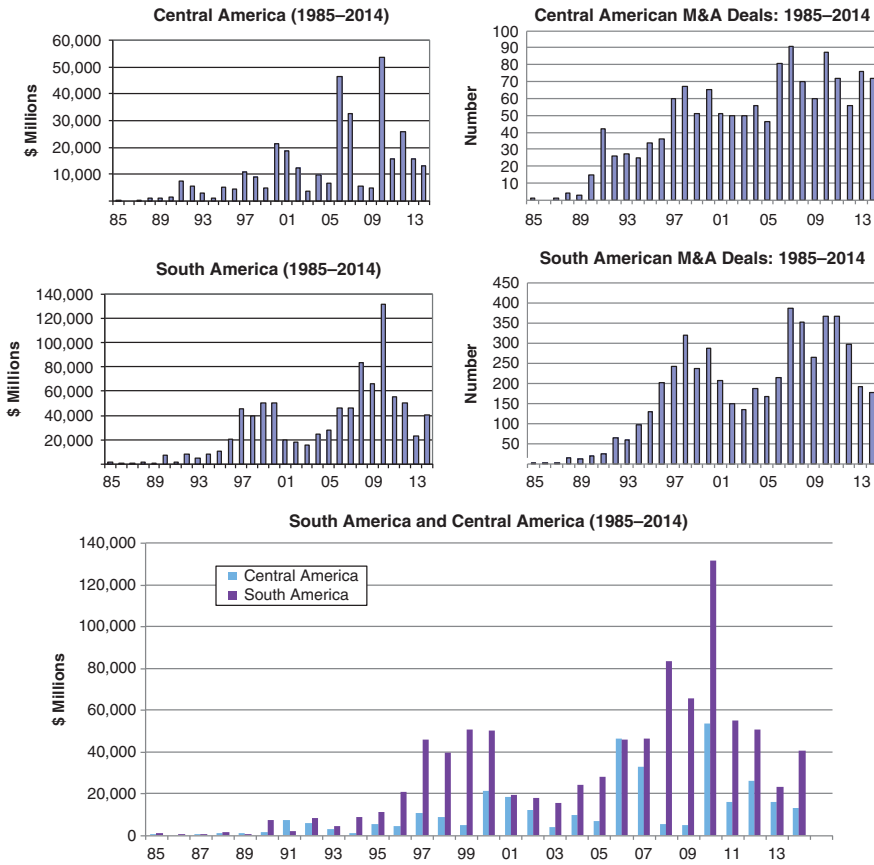 Central America (1985–2014)
60,000
50,000
40,000
30,000
20,000
10,000
$ Millions
85 93 97 01 05 09 13
Central American M&A Deals: 1985–2014
100
90
80
70
60
50
40
30
20
10
Number
85 89 93 97 01 05 09 13
South America (1985–2014)
140,000
120,000
100,000
80,000
60,000
40,000
20,000
$ Millions
85 89 93 97 01 05 09 13
South American M&A Deals: 1985–2014
450
400
350
300
250
200
150
100
50
Number
85 89 93 97 01 05 09 13
South America and Central America (1985–2014)
140,000
120,000
100,000
80,000
60,000
40,000
20,000
0
$ Millions
Central America
South America
85 87 89 91 93 95 97 99 01 03 05 07 09 11 13